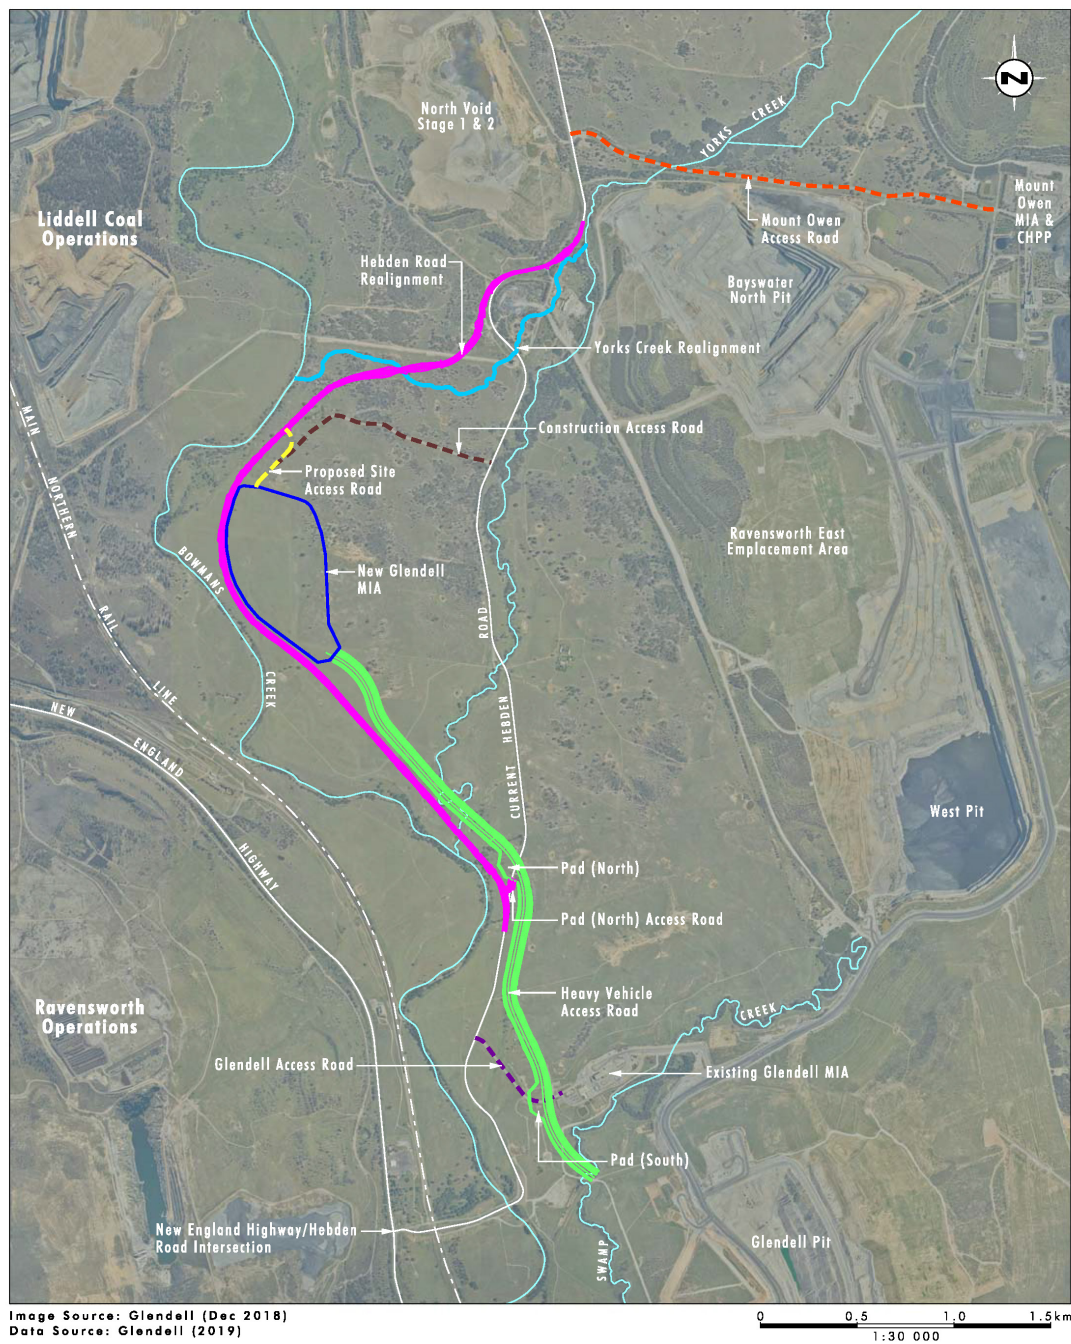 North Void
Stage 1 & 2
N
YORKS CREEK
Mount
Owen
MIA &
CHPP
Liddell Coal
Operations
Mount Owen
Access Road
Hebden Road
Realignment
Bayswater
North Pit
Yorks Creek Realignment
MAIN NORTHERN RAIL LINE
Construction Access Road
Proposed Site
Access Road
Ravensworth East
Emplacement Area
BOWMANS CREEK
New Glendell
MIA
CURRENT HEBDEN ROAD
NEW ENGLAND HIGHWAY
West Pit
Pad (North)
Pad (North) Access Road
Heavy Vehicle
Access Road
Ravensworth
Operations
SWAMP CREEK
Glendell Access Road
Existing Glendell MIA
Pad (South)
New England Highway/Hebden
Road Intersection
Glendell Pit
Image Source: Glendell (Dec 2018)
Data Source: Glendell (2019)
0 0.5 1.0 1.5km
1:30 000